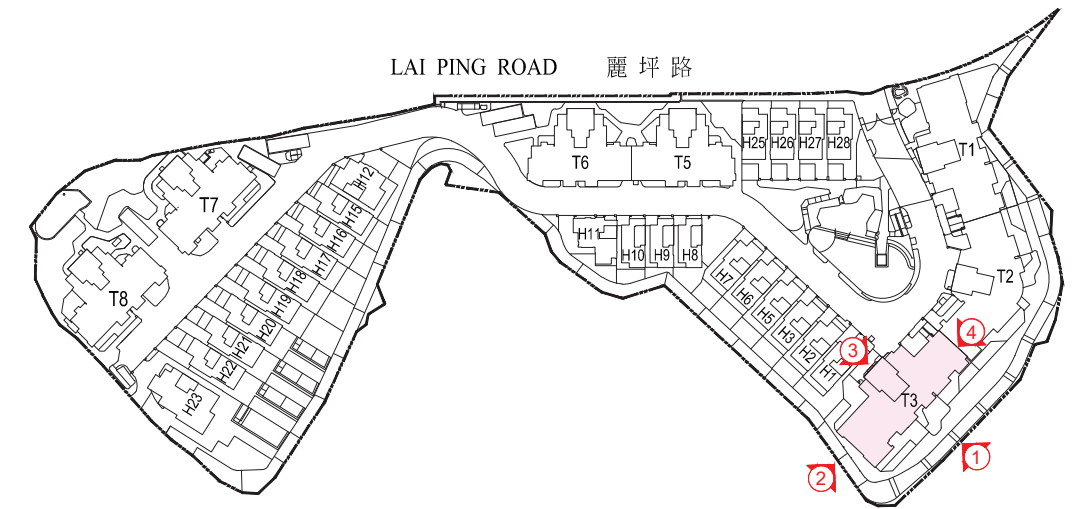 LAI PING ROAD 麗坪路
T1
T2
T3
T5
T6
T7
T8
H1
H2
H3
H5
H6
H7
H8
H9
H10
H11
H12
H15
H16
H17
H18
H19
H20
H21
H22
H23
H25
H26
H27
H28
1
2
3
4